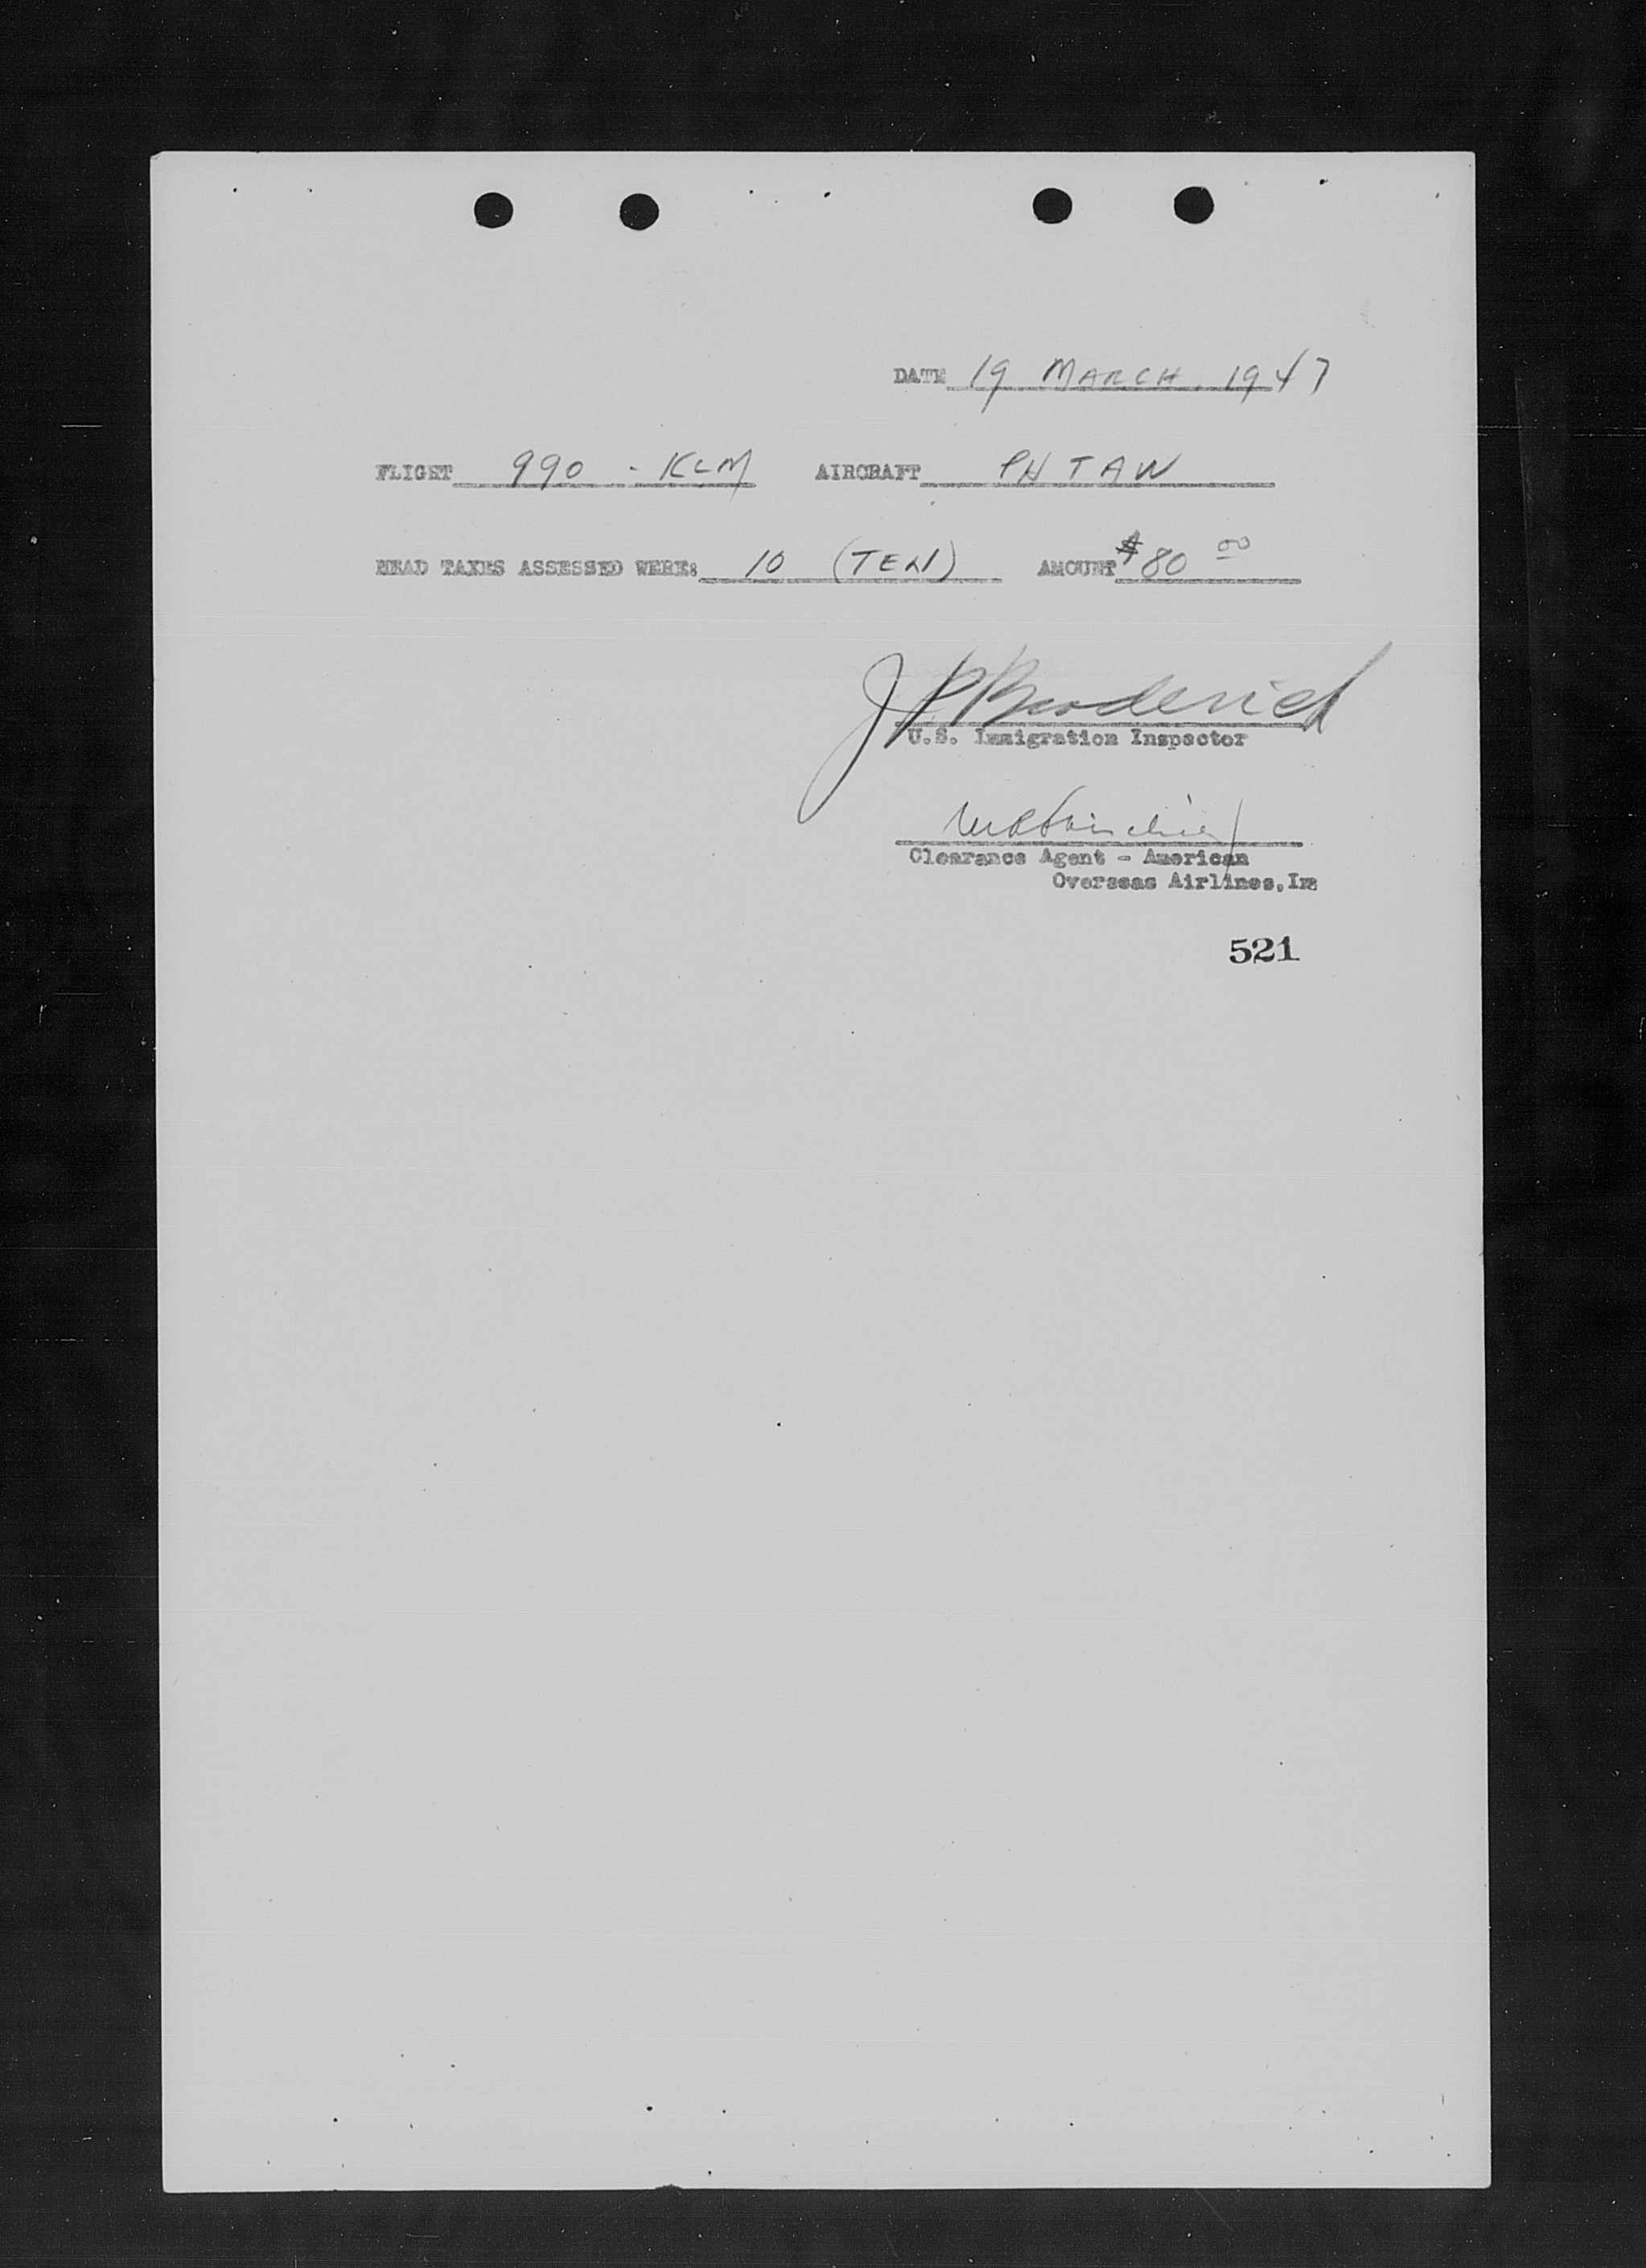 DATE 19 MARCH. 1947
FLIGHT 990 - KLM AIRCRAFT PH TAW
HEAD TAXES ASSESSED WERE: 10 (TEN) AMOUNT $80 00
J P Broderick
U.S. Immigration Inspector
Clearance Agent - American
Overseas Airlines, Inc
521